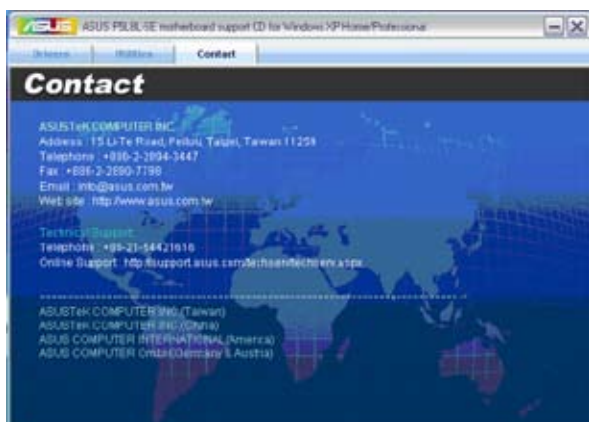 ASUS P5LBL-SE motherboard support CD for Windows XP Home/Professional
Drivers Utilities Contact
Contact
ASUSTeK COMPUTER INC.
Address : 15 Li-Te Road, Peitou, Taipei, Taiwan 11259
Telephone : +886-2-2894-3447
Fax : +886-2-2890-7798
Email : info@asus.com.tw
Web site : http://www.asus.com.tw
Technical Support
Telephone : +86-21-54421616
Online Support : http://support.asus.com/techserv/techserv.aspx
ASUSTeK COMPUTER INC.(Taiwan)
ASUSTeK COMPUTER INC.(China)
ASUS COMPUTER INTERNATIONAL(America)
ASUS COMPUTER GmbH(Germany & Austria)